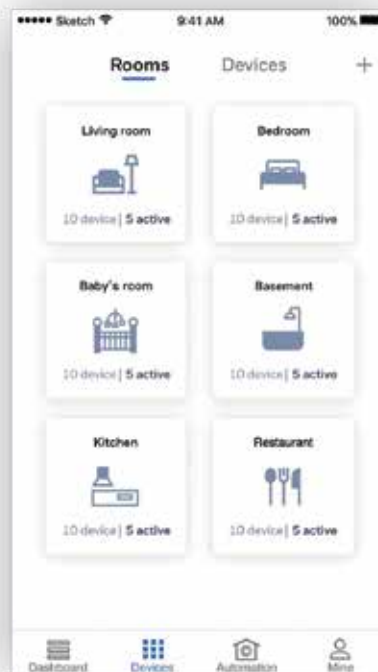 Sketch 9:41 AM 100%
Rooms Devices +
Living room Bedroom
10 device| 5 active 10 device| 5 active
Baby's room Basement
10 device| 5 active 10 device| 5 active
Kitchen Restaurant
10 device| 5 active 10 device| 5 active
Dashboard Devices Automation Mine